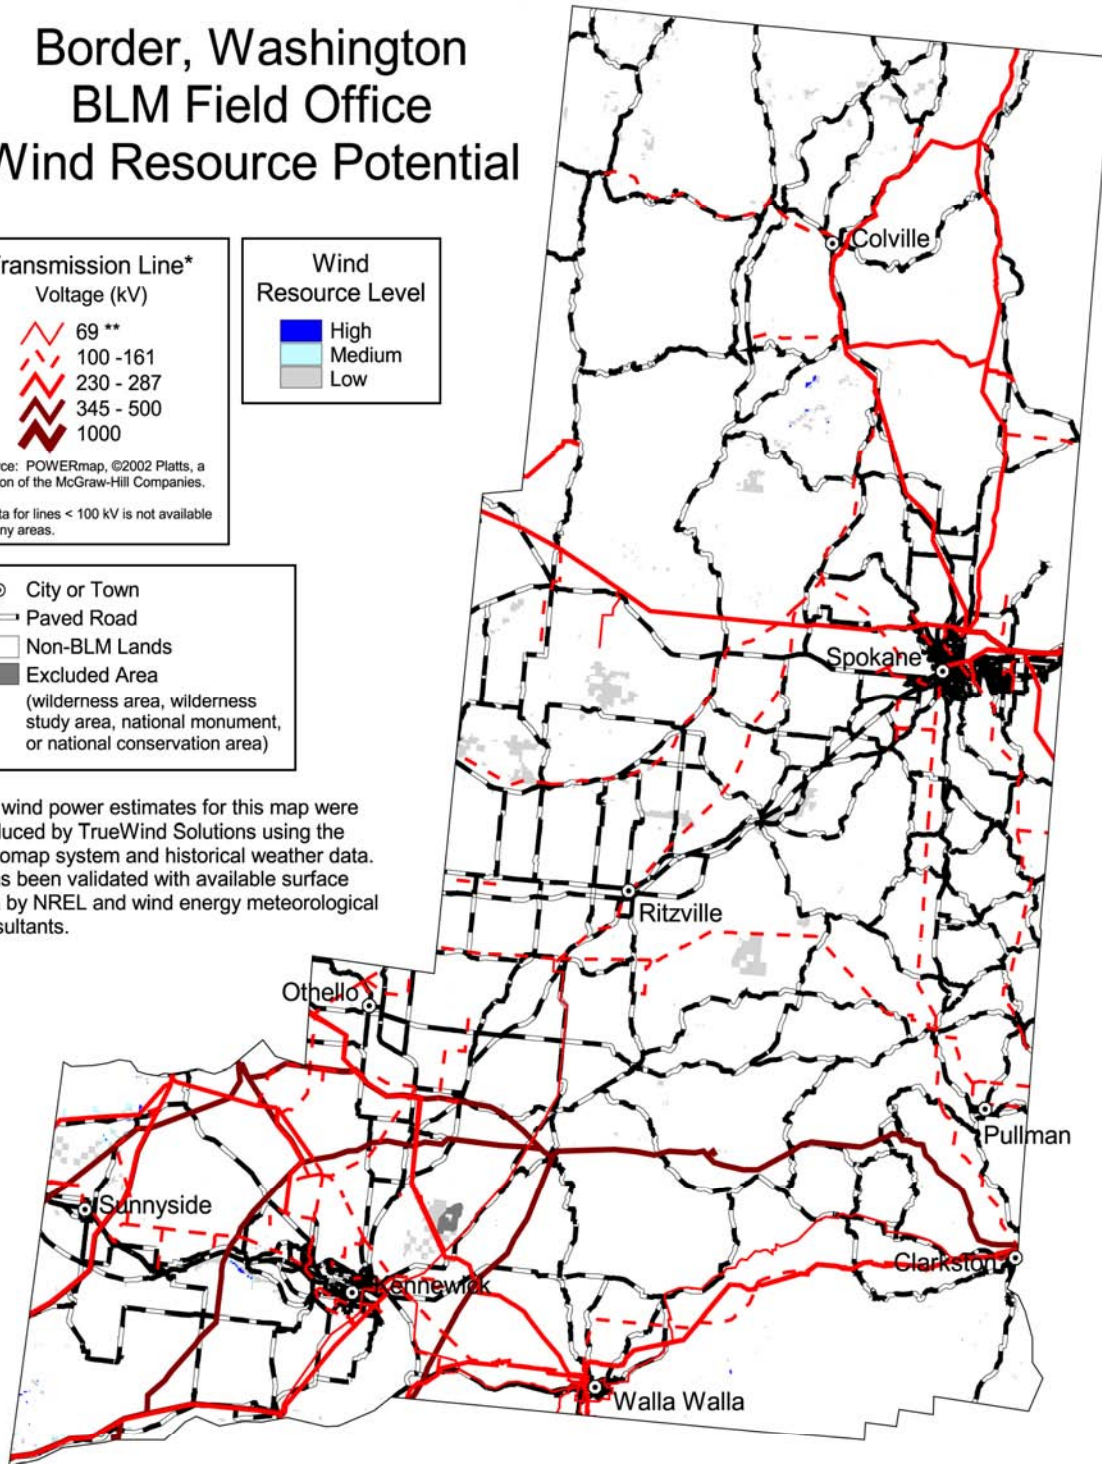 Border, Washington
BLM Field Office
Wind Resource Potential
Transmission Line*
Voltage (kV)
69 **
100 -161
230 - 287
345 - 500
1000
POWERmap, ©2002 Platts, a
of the McGraw-Hill Companies.
for lines < 100 kV is not available
areas.
Wind
Resource Level
High
Medium
Low
City or Town
Paved Road
Non-BLM Lands
Excluded Area
(wilderness area, wilderness
study area, national monument,
or national conservation area)
wind power estimates for this map were
by TrueWind Solutions using the
system and historical weather data.
been validated with available surface
by NREL and wind energy meteorological
Colville
Spokane
Ritzville
Othello
Pullman
Sunnyside
Clarkston
Kennewick
Walla Walla